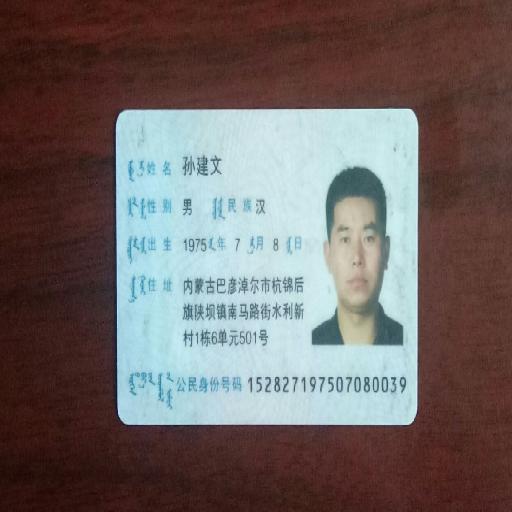 姓名 孙建文
性别 男 民族 汉
出生 1975 年 7 月 8 日
住址 内蒙古巴彦淖尔市杭锦后
旗陕坝镇南马路街水利新
村1栋6单元501号
公民身份号码 152827197507080039